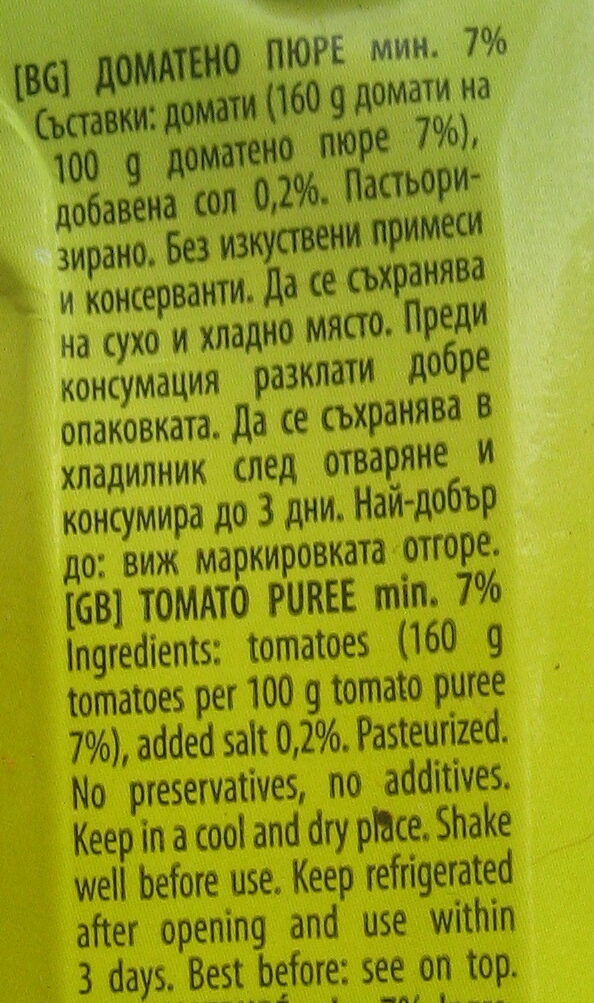 [BG] ДОМАТЕНО ПЮРЕ мин. 7%
Съставки: домати (160 g домати на
100 g доматено пюре 7%),
добавена сол 0,2%. Пастьори-
зирано. Без изкуствени примеси
и консерванти. Да се съхранява
на сухо и хладно място. Преди
консумация разклати добре
опаковката. Да се съхранява в
хладилник след отваряне и
консумира до 3 дни. Най-добър
до: виж маркировката отгоре.
[GB] TOMATO PUREE min. 7%
Ingredients: tomatoes (160 g
tomatoes per 100 g tomato puree
7%), added salt 0,2%. Pasteurized.
No preservatives, no additives.
Keep in a cool and dry place. Shake
well before use. Keep refrigerated
after opening and use within
3 days. Best before: see on top.